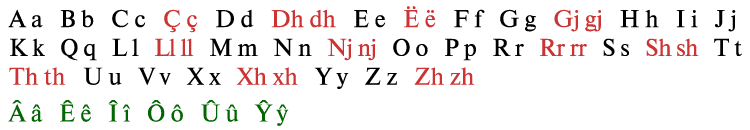 Aa Bb Cc Çç Dd Dh dh Ee Ëë Ff Gg Gj gj Hh Ii Jj
Kk Qq Ll Ll ll Mm Nn Nj nj Oo Pp Rr Rr rr Ss Sh sh Tt
Th th Uu Vv Xx Xh xh Yy Zz Zh zh
Ââ Êê Îî Ôô Ûû Ŷŷ